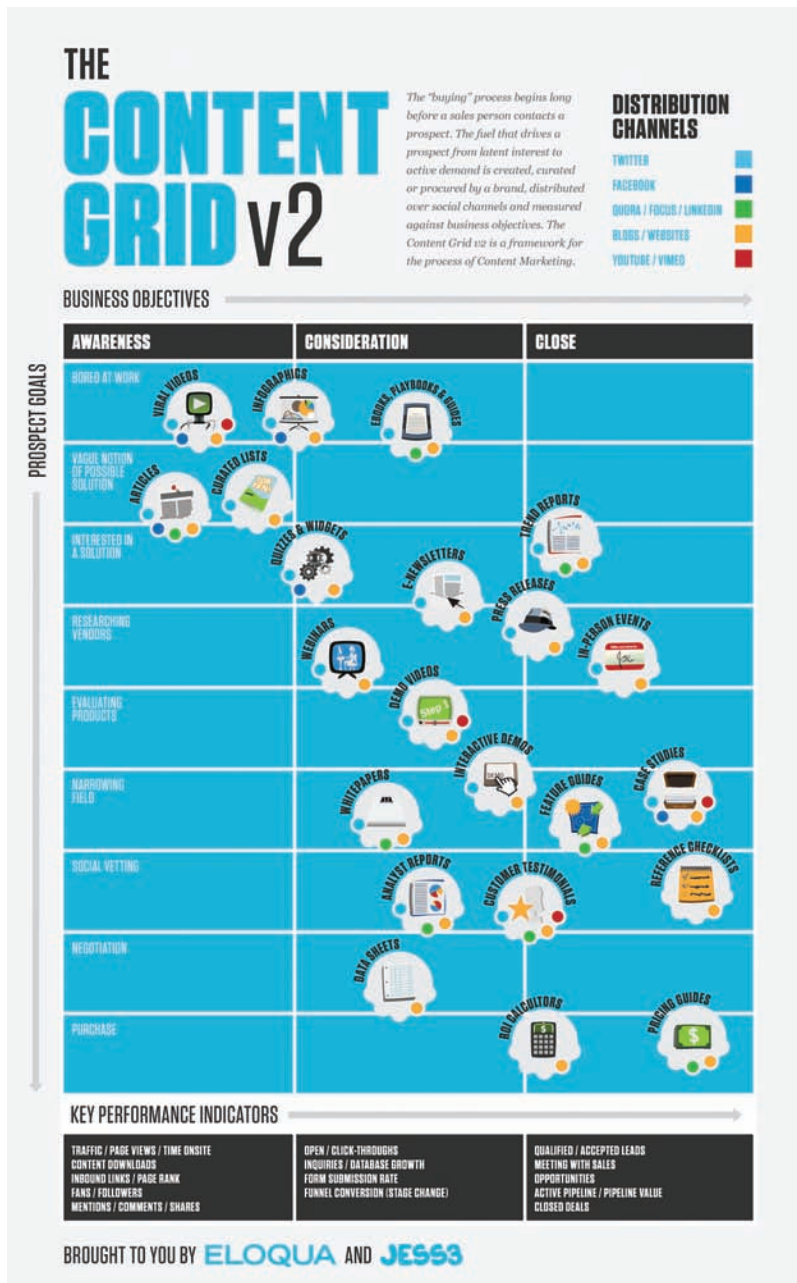 THE
CONTENT
GRID v2
The "buying" process begins long
before a sales person contacts a
prospect. The fuel that drives a
prospect from latent interest to
active demand is created, curated
or procured by a brand, distributed
over social channels and measured
against business objectives. The
Content Grid v2 is a framework for
the process of Content Marketing.
DISTRIBUTION
CHANNELS
TWITTER
FACEBOOK
QUORA / FOCUS / LINKEDIN
BLOGS / WEBSITES
YOUTUBE / VIMEO
BUSINESS OBJECTIVES
PROSPECT GOALS
AWARENESS
CONSIDERATION
CLOSE
BORED AT WORK
VIRAL VIDEOS
INFOGRAPHICS
EBOOKS, PLAYBOOKS & GUIDES
VAGUE NOTION
OF POSSIBLE
SOLUTION
ARTICLES
CURATED LISTS
TREND REPORTS
INTERESTED IN
A SOLUTION
QUIZZES & WIDGETS
E-NEWSLETTERS
PRESS RELEASES
RESEARCHING
VENDORS
WEBINARS
IN-PERSON EVENTS
EVALUATING
PRODUCTS
DEMO VIDEOS
Step 1
INTERACTIVE DEMOS
DEMO
NARROWING
FIELD
WHITEPAPERS
FEATURE GUIDES
CASE STUDIES
SOCIAL VETTING
ANALYST REPORTS
CUSTOMER TESTIMONIALS
REFERENCE CHECKLISTS
NEGOTIATION
DATA SHEETS
PURCHASE
ROI CALCULTORS
$
PRICING GUIDES
$
KEY PERFORMANCE INDICATORS
TRAFFIC / PAGE VIEWS / TIME ONSITE
CONTENT DOWNLOADS
INBOUND LINKS / PAGE RANK
FANS / FOLLOWERS
MENTIONS / COMMENTS / SHARES
OPEN / CLICK-THROUGHS
INQUIRIES / DATABASE GROWTH
FORM SUBMISSION RATE
FUNNEL CONVERSION (STAGE CHANGE)
QUALIFIED / ACCEPTED LEADS
MEETING WITH SALES
OPPORTUNITIES
ACTIVE PIPELINE / PIPELINE VALUE
CLOSED DEALS
BROUGHT TO YOU BY ELOQUA AND JESS3